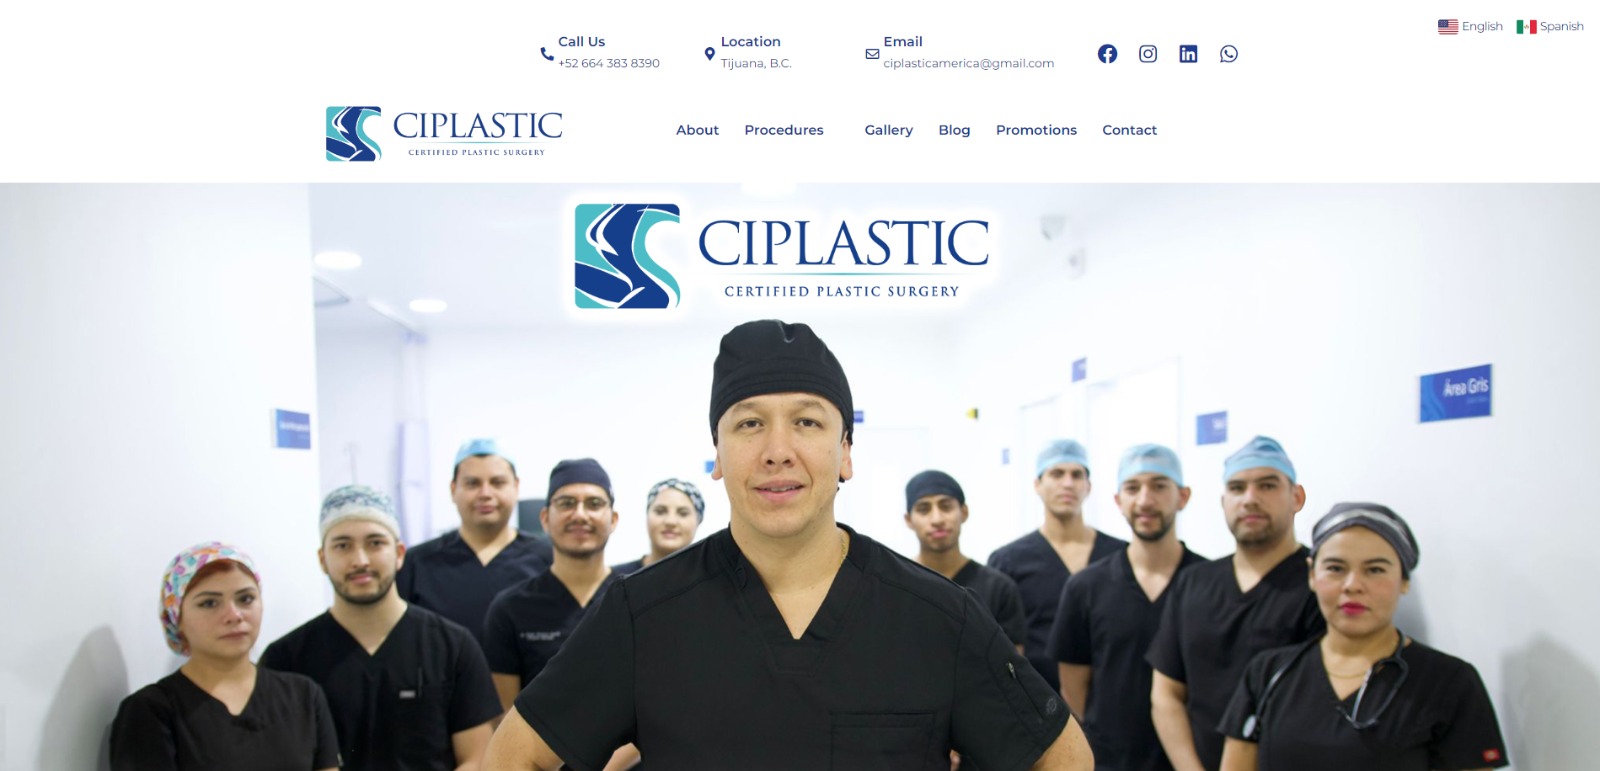 English
Spanish
Call Us
+52 664 383 8390
Location
Tijuana, B.C.
Email
ciplasticamerica@gmail.com
CIPLASTIC
CERTIFIED PLASTIC SURGERY
About
Procedures
Gallery
Blog
Promotions
Contact
CIPLASTIC
CERTIFIED PLASTIC SURGERY
Área Gris